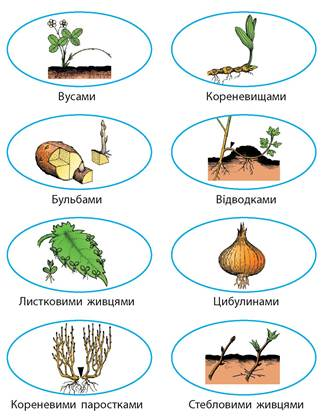 Вусами
Кореневищами
Бульбами
Відводками
Листковими живцями
Цибулинами
Кореневими паростками
Стебловими живцями